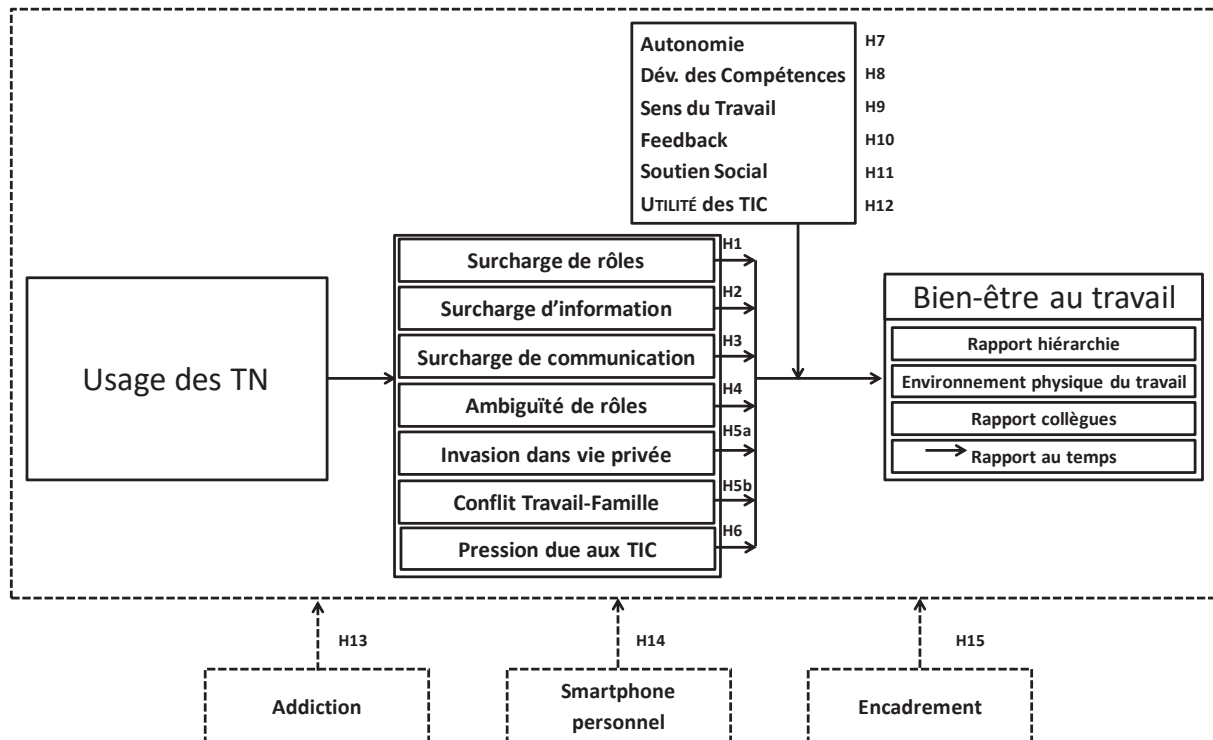 Autonomie H7
Dév. des Compétences H8
Sens du Travail H9
Feedback H10
Soutien Social H11
UTILITÉ des TIC H12
Usage des TN
Surcharge de rôles H1
Surcharge d'information H2
Surcharge de communication H3
Ambiguïté de rôles H4
Invasion dans vie privée H5a
Conflit Travail-Famille H5b
Pression due aux TIC H6
Bien-être au travail
Rapport hiérarchie
Environnement physique du travail
Rapport collègues
Rapport au temps
H13
H14
H15
Addiction
Smartphone
personnel
Encadrement